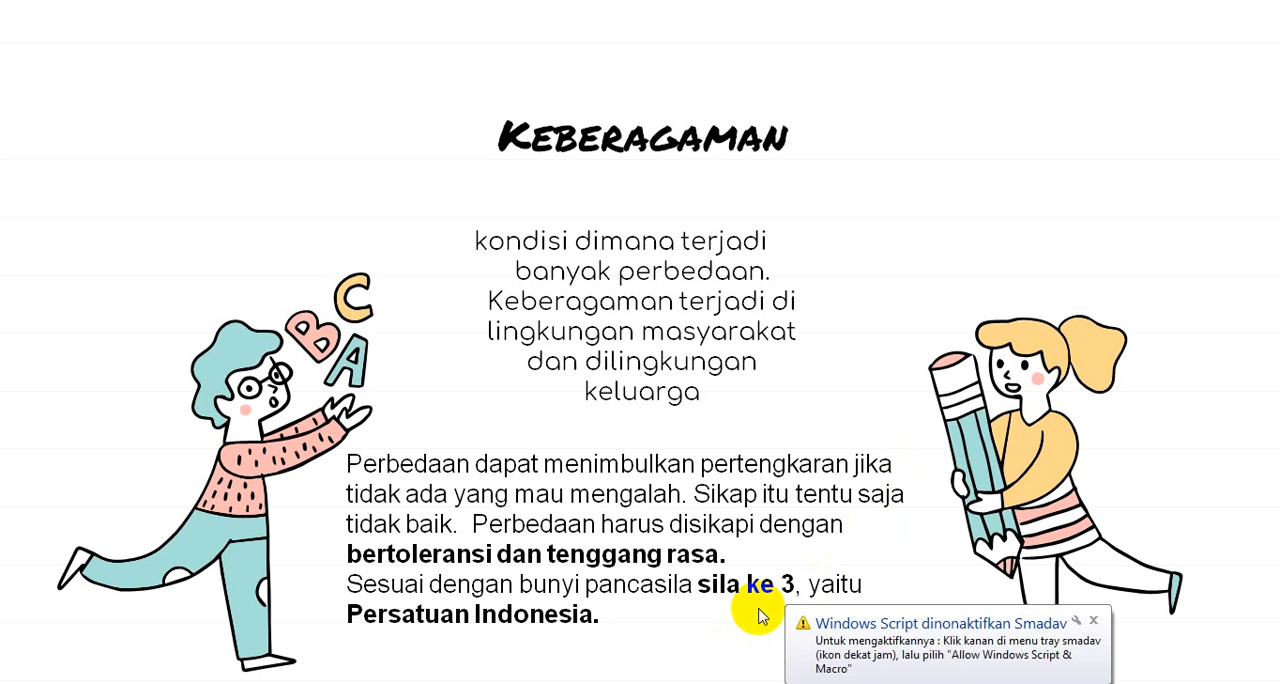 KEBERAGAMAN
kondisi dimana terjadi
banyak perbedaan.
Keberagaman terjadi di
lingkungan masyarakat
dan dilingkungan
keluarga
C
B
A
Perbedaan dapat menimbulkan pertengkaran jika
tidak ada yang mau mengalah. Sikap itu tentu saja
tidak baik. Perbedaan harus disikapi dengan
bertoleransi dan tenggang rasa.
Sesuai dengan bunyi pancasila sila ke 3, yaitu
Persatuan Indonesia.
Windows Script dinonaktifkan Smadav
Untuk mengaktifkannya : Klik kanan di menu tray smadav
(ikon dekat jam), lalu pilih "Allow Windows Script &
Macro"